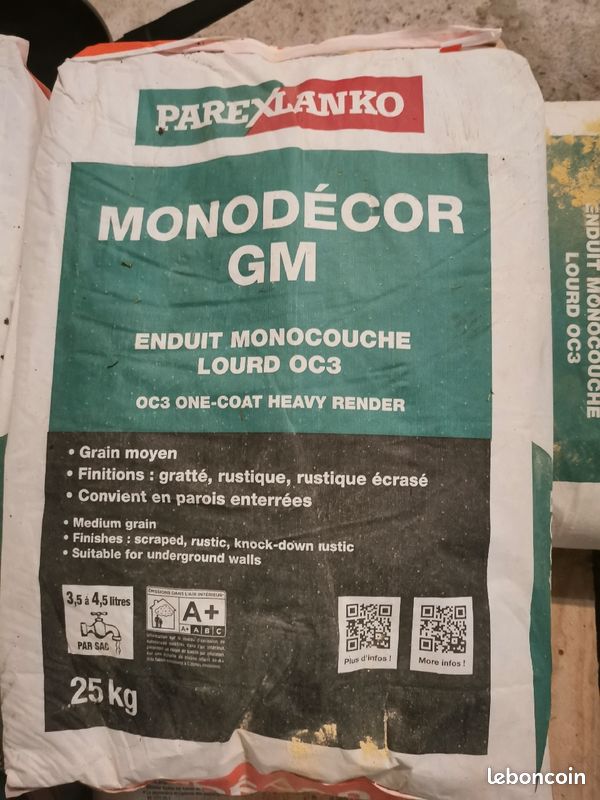 PAREXLANKO
MONODÉCOR
GM
ENDUIT MONOCOUCHE
LOURD OC3
OC3 ONE-COAT HEAVY RENDER
• Grain moyen
• Finitions : gratté, rustique, rustique écrasé
• Convient en parois enterrées
• Medium grain
• Finishes : scraped, rustic, knock-down rustic
• Suitable for underground walls
3,5 à 4,5 litres
PAR SAC
ÉMISSIONS DANS L'AIR INTÉRIEUR*
A+
A+ A B C
Plus d'infos !
More infos !
25 kg
ENDUIT MONOCOUCHE
LOURD OC3
leboncoin